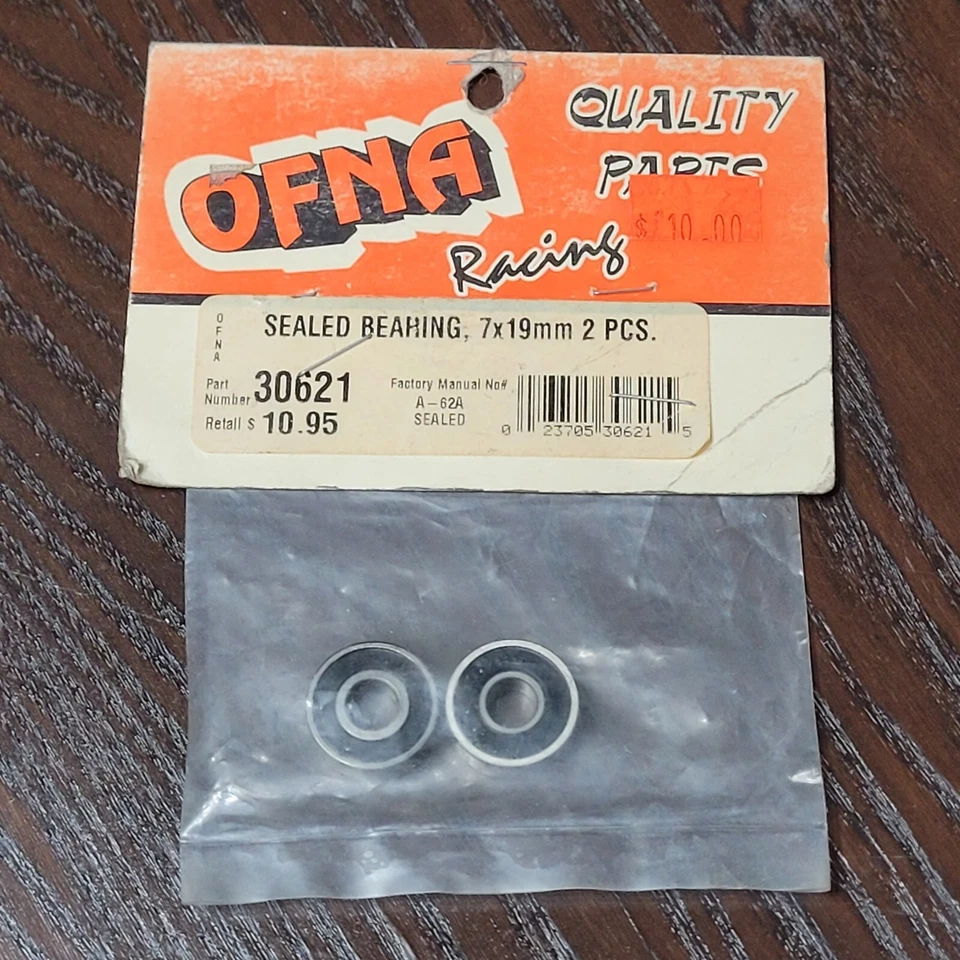 QUALITY
PARTS
OFNA
Racing
$ 10.00
OFNA
SEALED BEARING, 7x19mm 2 PCS.
Part
Number 30621
Retail $ 10.95
Factory Manual No#
A-62A
SEALED
0 23705 30621 5